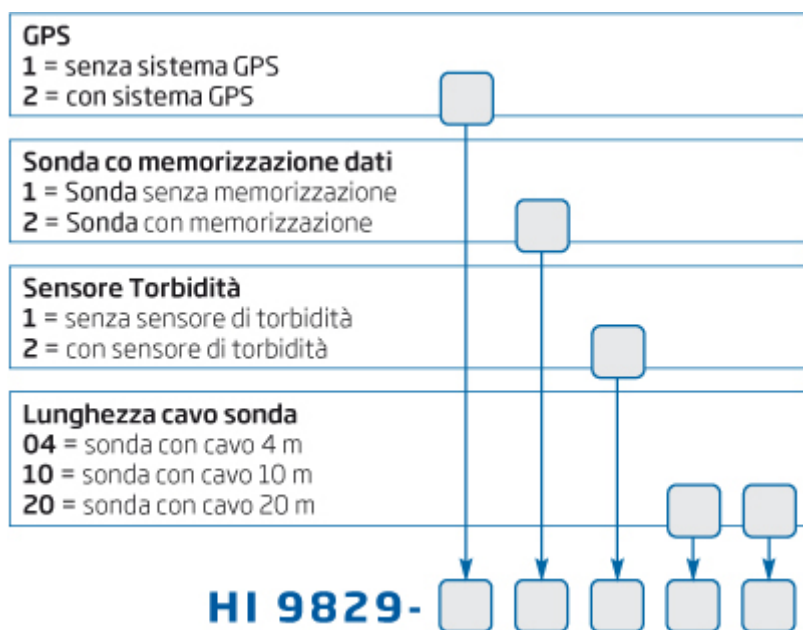 GPS
1 = senza sistema GPS
2 = con sistema GPS
Sonda co memorizzazione dati
1 = Sonda senza memorizzazione
2 = Sonda con memorizzazione
Sensore Torbidità
1 = senza sensore di torbidità
2 = con sensore di torbidità
Lunghezza cavo sonda
04 = sonda con cavo 4 m
10 = sonda con cavo 10 m
20 = sonda con cavo 20 m
HI 9829-